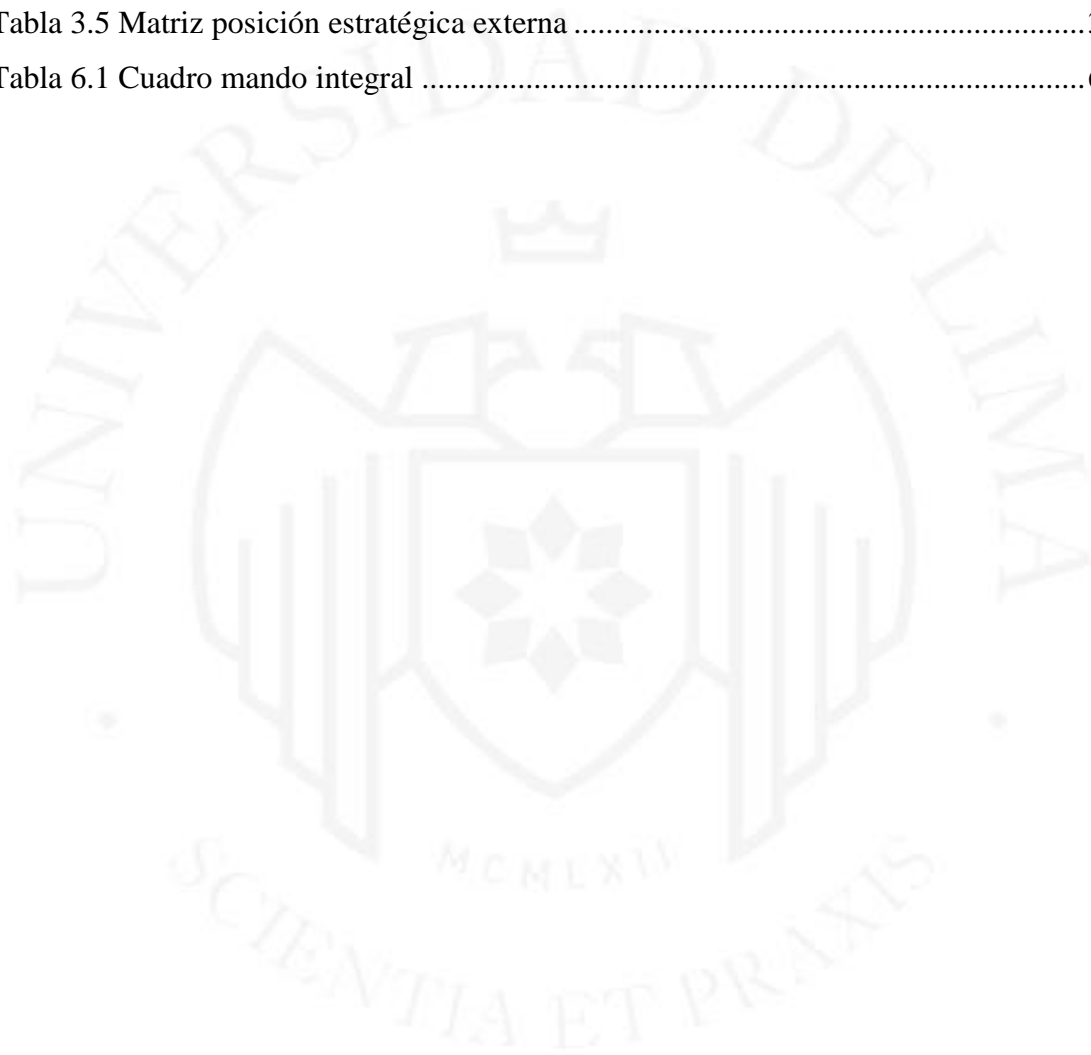 Tabla 3.5 Matriz posición estratégica externa ................................................................
Tabla 6.1 Cuadro mando integral ...................................................................................
UNIVERSIDAD DE LIMA
MCMLXII
SCIENTIA ET PRAXIS